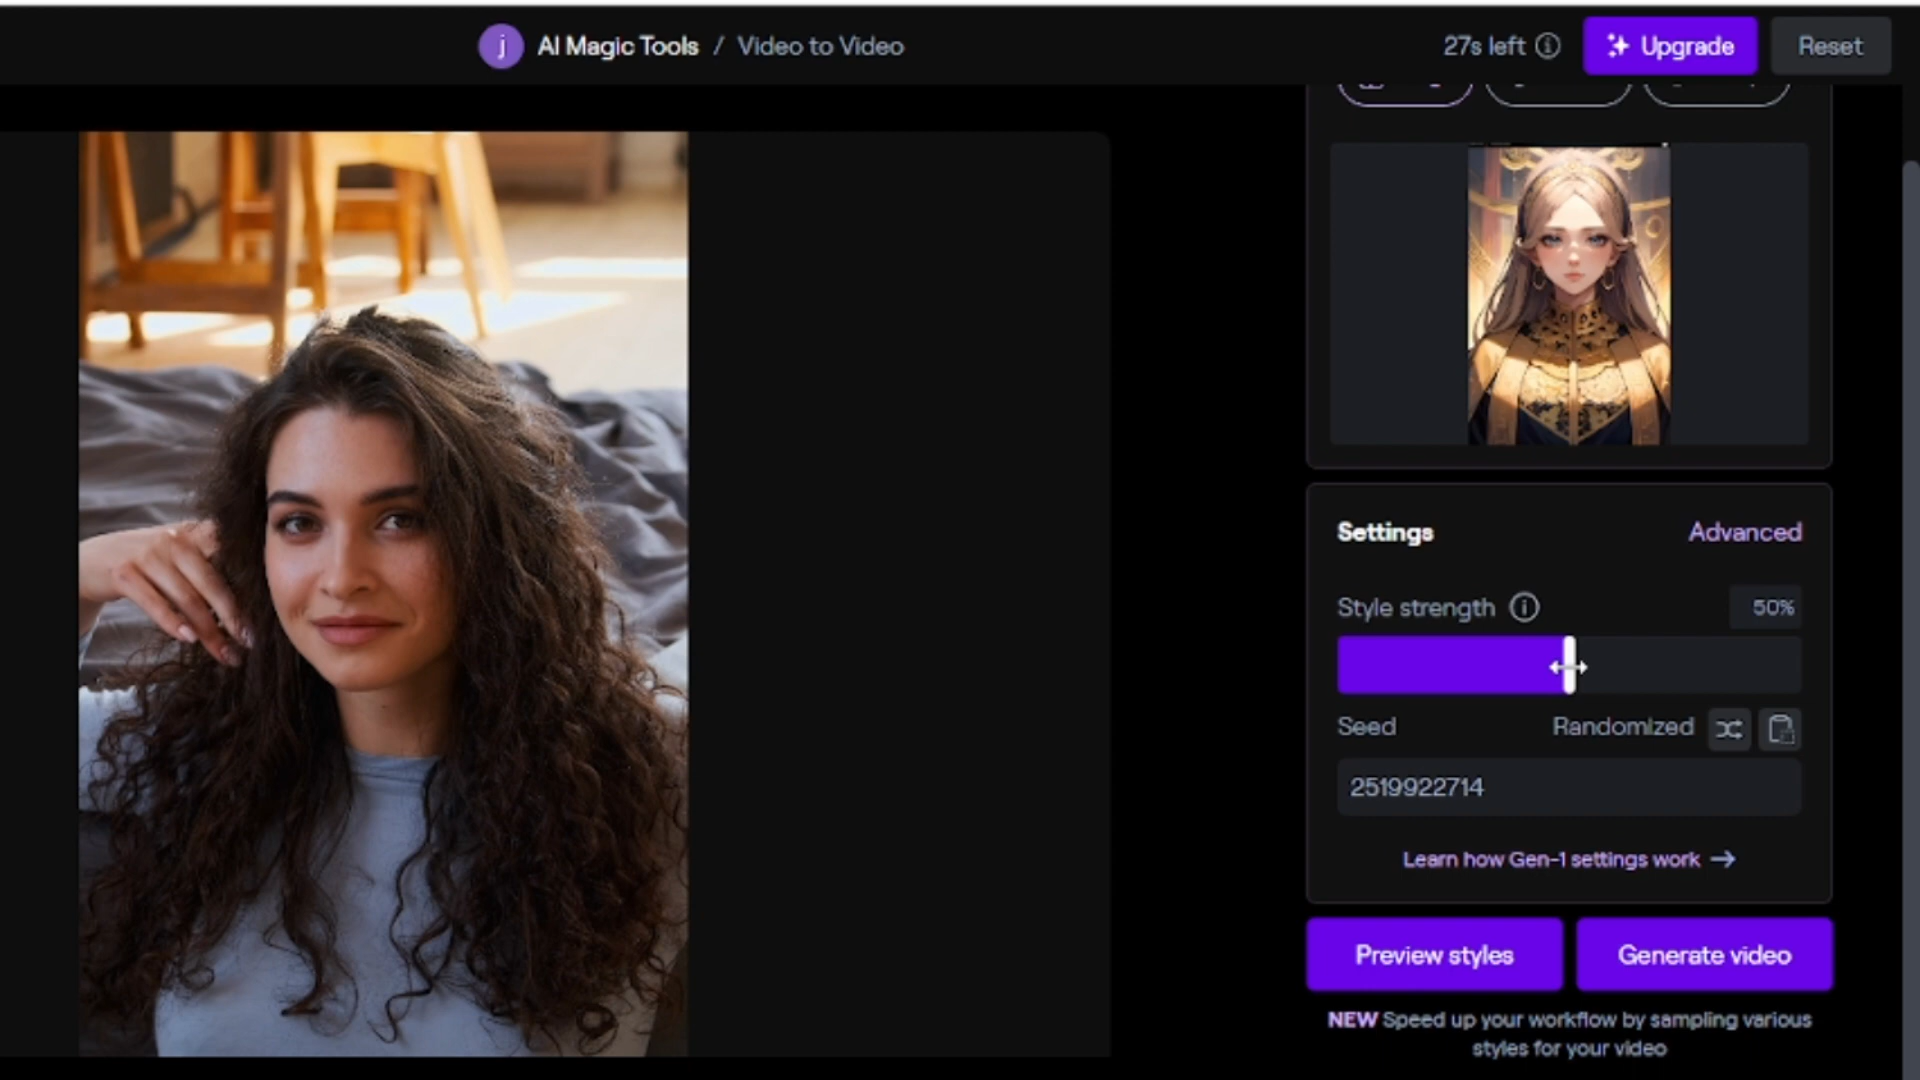 j AI Magic Tools / Video to Video
27s left Upgrade Reset
Settings Advanced
Style strength 50%
Seed Randomized
2519922714
Learn how Gen-1 settings work →
Preview styles Generate video
NEW Speed up your workflow by sampling various
styles for your video